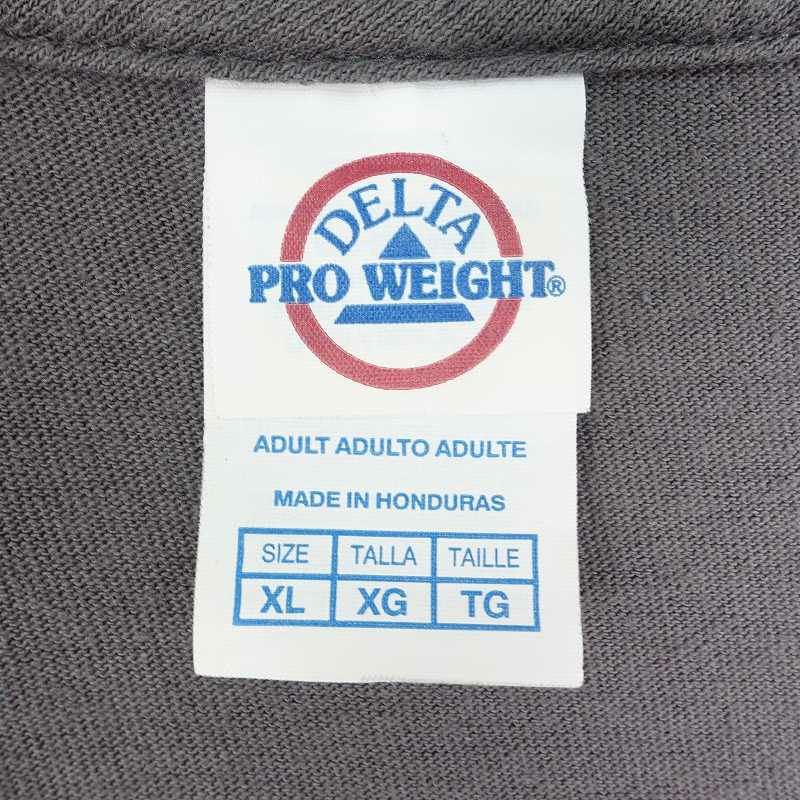 DELTA
PRO WEIGHT®
ADULT ADULTO ADULTE
MADE IN HONDURAS
SIZE TALLA TAILLE
XL XG TG